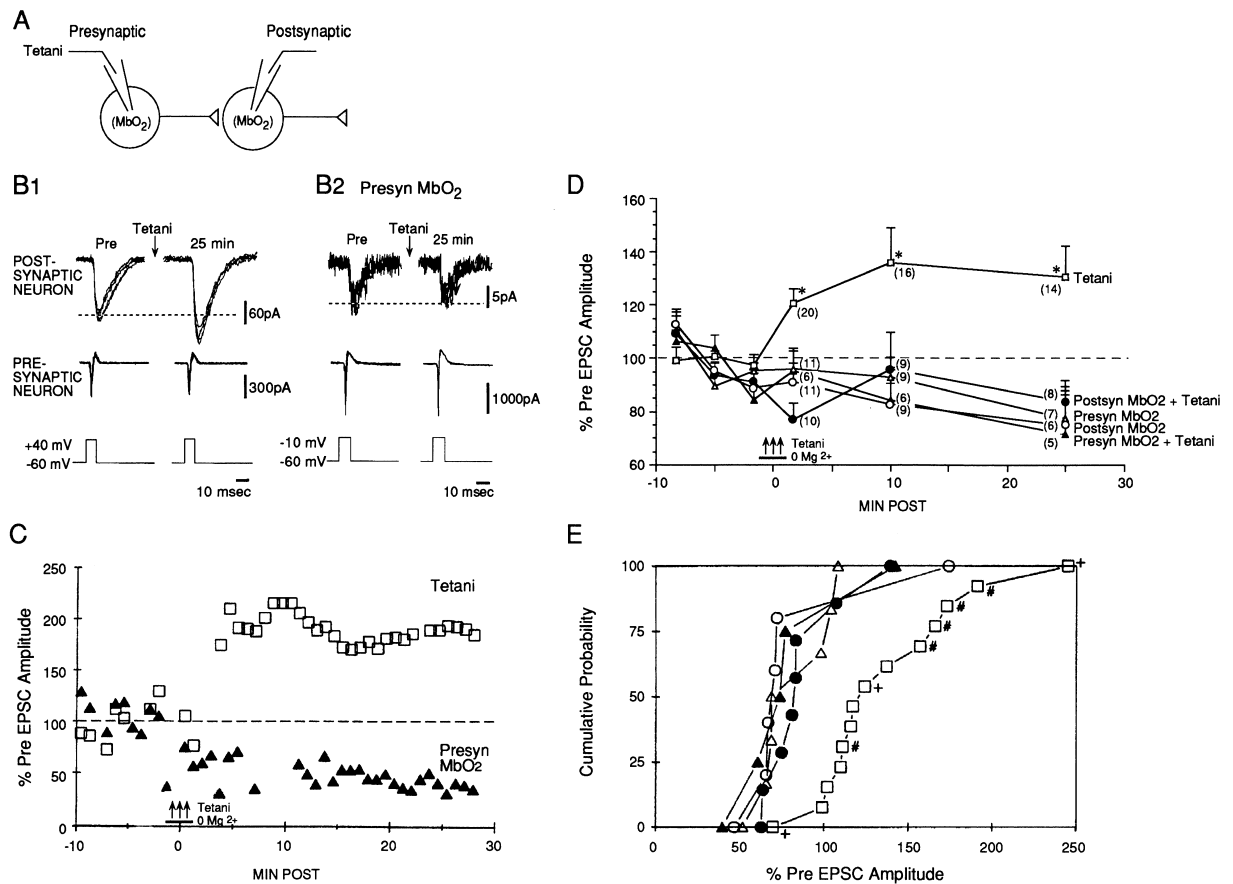 A
Presynaptic
Postsynaptic
Tetani
(MbO2)
(MbO2)
B1
B2 Presyn MbO2
Tetani
Pre
25 min
POST-
SYNAPTIC
NEURON
60pA
PRE-
SYNAPTIC
NEURON
300pA
+40 mV
-60 mV
10 msec
Tetani
Pre
25 min
5pA
1000pA
-10 mV
-60 mV
10 msec
C
% Pre EPSC Amplitude
250
200
150
100
50
0
Tetani
Presyn
MbO2
Tetani
0 Mg 2+
-10
0
10
20
30
MIN POST
D
% Pre EPSC Amplitude
160
140
120
100
80
60
*
(20)
*
(16)
*
(14)
Tetani
(11)
(6)
(11)
(10)
(9)
(9)
(6)
(9)
(8)
(7)
(6)
(5)
Postsyn MbO2 + Tetani
Presyn MbO2
Postsyn MbO2
Presyn MbO2 + Tetani
Tetani
0 Mg 2+
-10
0
10
20
30
MIN POST
E
Cumulative Probability
100
75
50
25
0
+
#
#
#
#
+
#
+
0
50
100
150
200
250
% Pre EPSC Amplitude